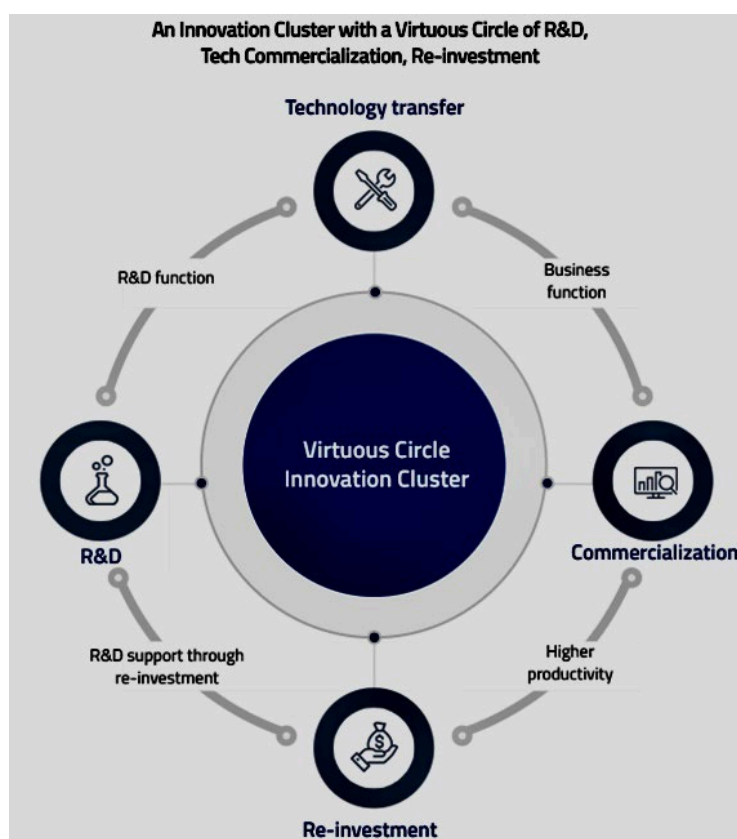 An Innovation Cluster with a Virtuous Circle of R&D,
Tech Commercialization, Re-investment
Technology transfer
R&D function
Business
function
Virtuous Circle
Innovation Cluster
R&D
Commercialization
R&D support through
re-investment
Higher
productivity
$
Re-investment